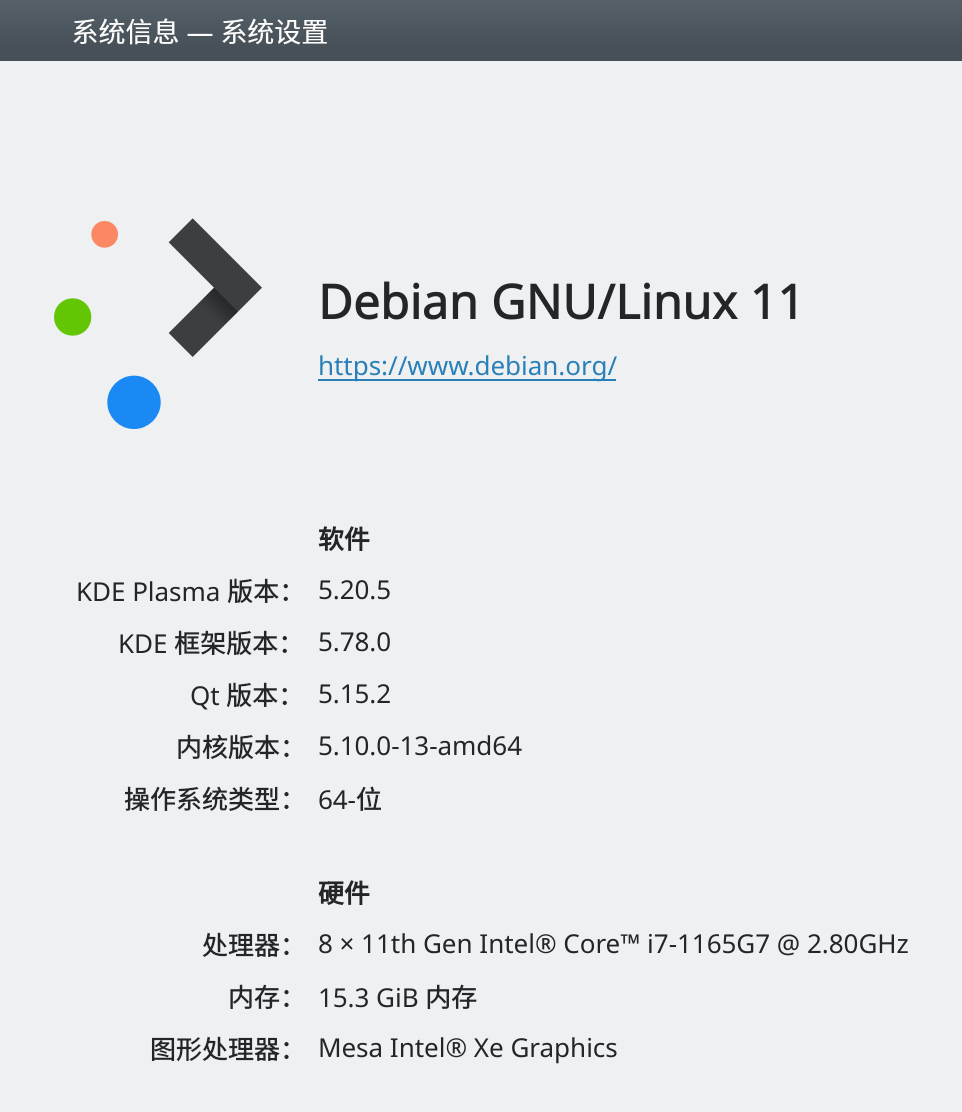 系统信息 — 系统设置
Debian GNU/Linux 11
https://www.debian.org/
软件
KDE Plasma 版本： 5.20.5
KDE 框架版本： 5.78.0
Qt 版本： 5.15.2
内核版本： 5.10.0-13-amd64
操作系统类型： 64-位
硬件
处理器： 8 × 11th Gen Intel® Core™ i7-1165G7 @ 2.80GHz
内存： 15.3 GiB 内存
图形处理器： Mesa Intel® Xe Graphics